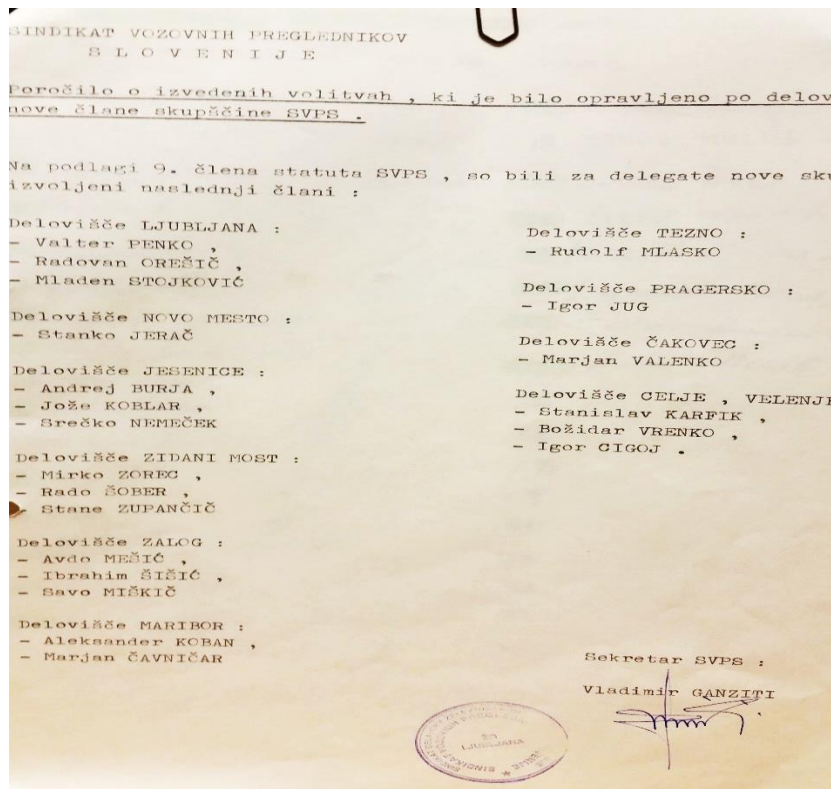 SINDIKAT VOZOVNIH PREGLEDNIKOV
S L O V E N I J E
Poročilo o izvedenih volitvah , ki je bilo opravljeno po delov
nove člane skupščine SVPS .
Na podlagi 9. člena statuta SVPS , so bili za delegate nove sku
izvoljeni naslednji člani :
Delovišče LJUBLJANA :
- Valter PENKO ,
- Radovan OREŠIČ ,
- Mladen STOJKOVIĆ
Delovišče NOVO MESTO :
- Stanko JERAČ
Delovišče JESENICE :
- Andrej BURJA ,
- Jože KOBLAR ,
- Srečko NEMEČEK
Delovišče ZIDANI MOST :
- Mirko ZOREC ,
- Rado ŠOBER ,
- Stane ZUPANČIČ
Delovišče ZALOG :
- Avdo MEŠIĆ ,
- Ibrahim ŠIŠIĆ ,
- Savo MIŠKIČ
Delovišče MARIBOR :
- Aleksander KOBAN ,
- Marjan ČAVNIČAR
Delovišče TEZNO :
- Rudolf MLASKO
Delovišče PRAGERSKO :
- Igor JUG
Delovišče ČAKOVEC :
- Marjan VALENKO
Delovišče CELJE , VELENJE
- Stanislav KARFIK ,
- Božidar VRENKO ,
- Igor CIGOJ .
Sekretar SVPS :
Vladimir GANZITI
LJUBLJANA
SINDIKAT